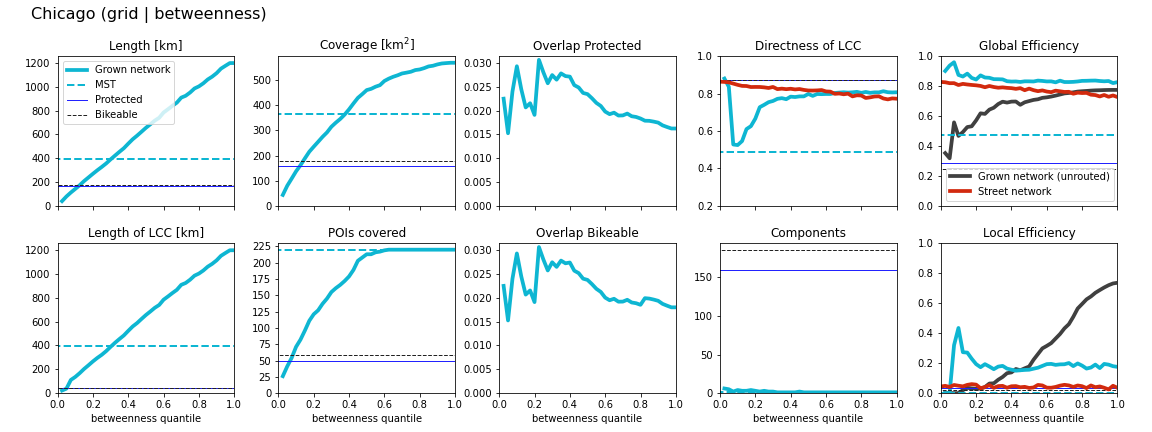 Chicago (grid | betweenness)
Length [km]
Coverage [km²]
Overlap Protected
Directness of LCC
Global Efficiency
1200
1000
800
600
400
200
0
Grown network
MST
Protected
Bikeable
500
400
300
200
100
0
0.030
0.025
0.020
0.015
0.010
0.005
0.000
1.0
0.8
0.6
0.4
0.2
1.0
0.8
0.6
0.4
0.2
0.0
Grown network (unrouted)
Street network
Length of LCC [km]
POIs covered
Overlap Bikeable
Components
Local Efficiency
1200
1000
800
600
400
200
0
225
200
175
150
125
100
75
50
25
0
0.030
0.025
0.020
0.015
0.010
0.005
0.000
150
100
50
0
1.0
0.8
0.6
0.4
0.2
0.0
0.0 0.2 0.4 0.6 0.8 1.0
0.0 0.2 0.4 0.6 0.8 1.0
0.0 0.2 0.4 0.6 0.8 1.0
0.0 0.2 0.4 0.6 0.8 1.0
0.0 0.2 0.4 0.6 0.8 1.0
betweenness quantile
betweenness quantile
betweenness quantile
betweenness quantile
betweenness quantile